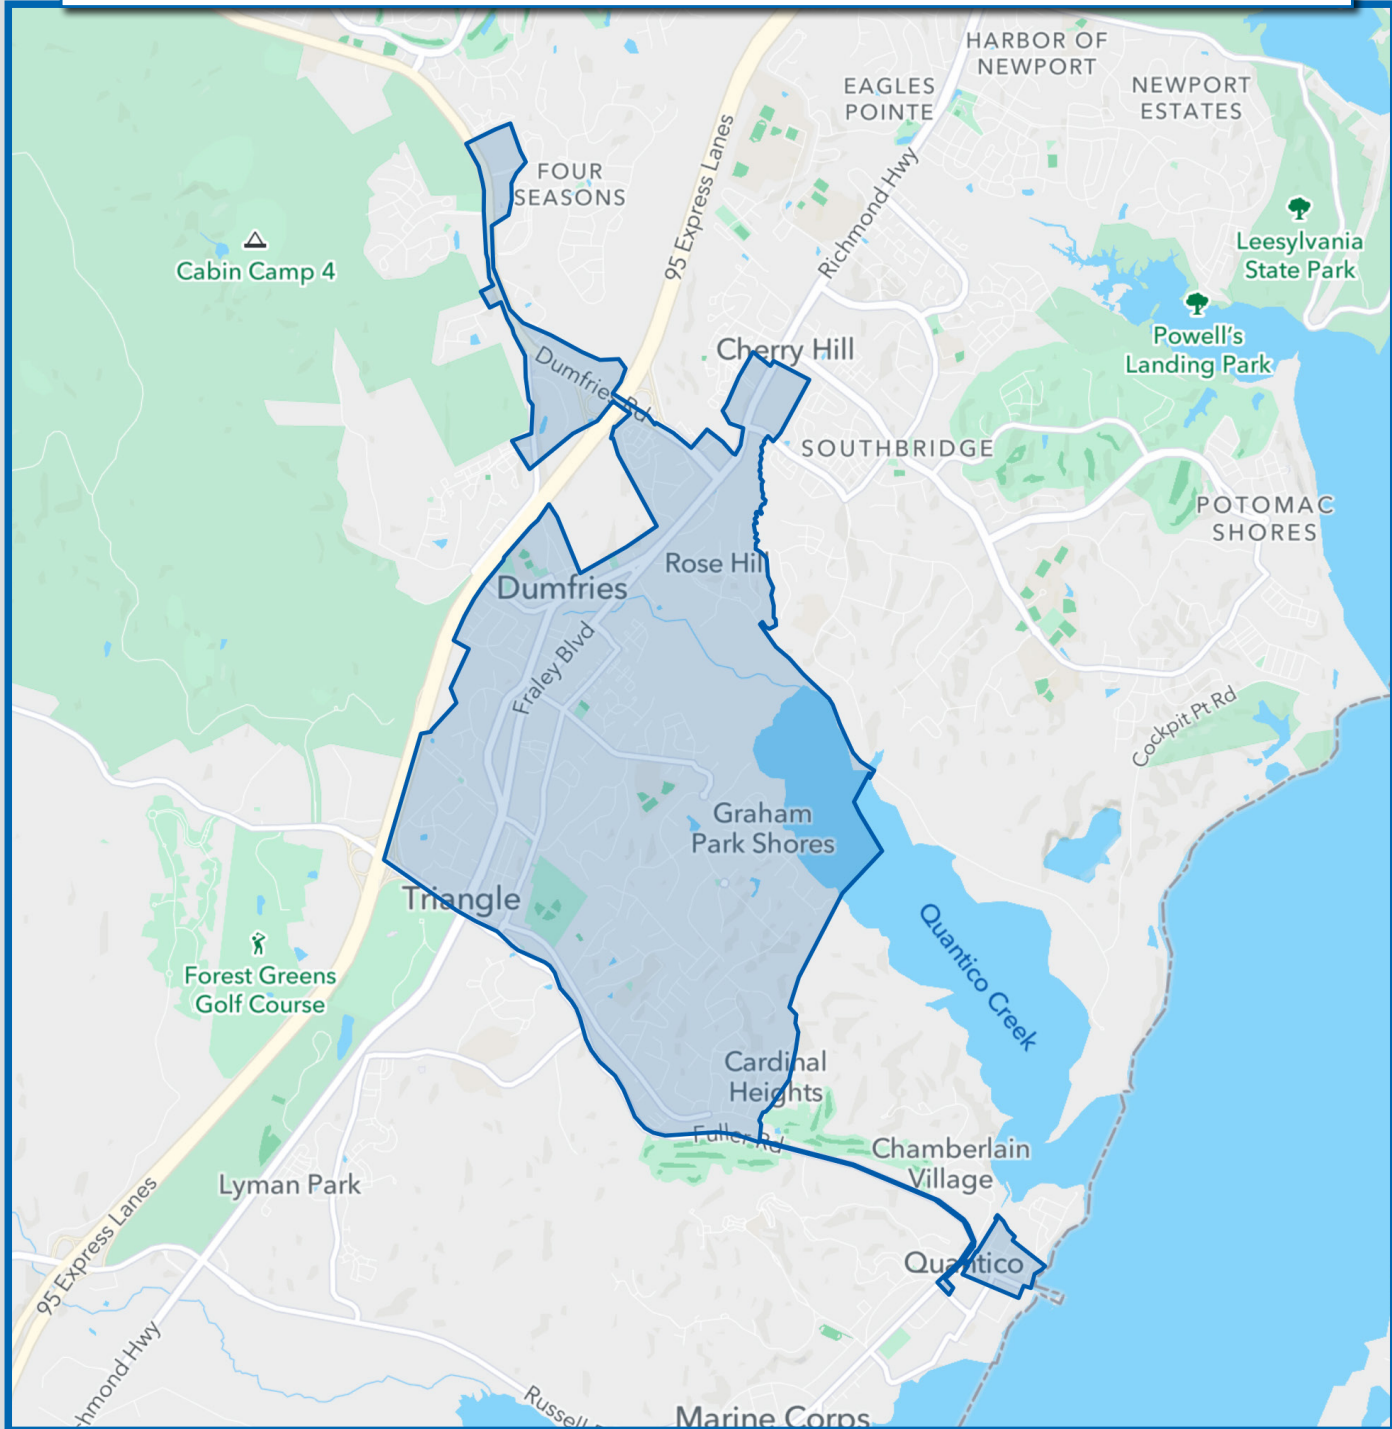 HARBOR OF
NEWPORT
EAGLES
POINTE
NEWPORT
ESTATES
95 Express Lanes
FOUR
SEASONS
Richmond Hwy
Leesylvania
State Park
Cabin Camp 4
Powell's
Landing Park
Cherry Hill
Dumfries Rd
SOUTHBRIDGE
POTOMAC
SHORES
Rose Hill
Dumfries
Fraley Blvd
Cockpit Pt Rd
Graham
Park Shores
Triangle
Quantico Creek
Forest Greens
Golf Course
Cardinal
Heights
Fuller Rd
Chamberlain
Village
Lyman Park
95 Express Lanes
Quantico
hmond Hwy
Russell
Marine Corps